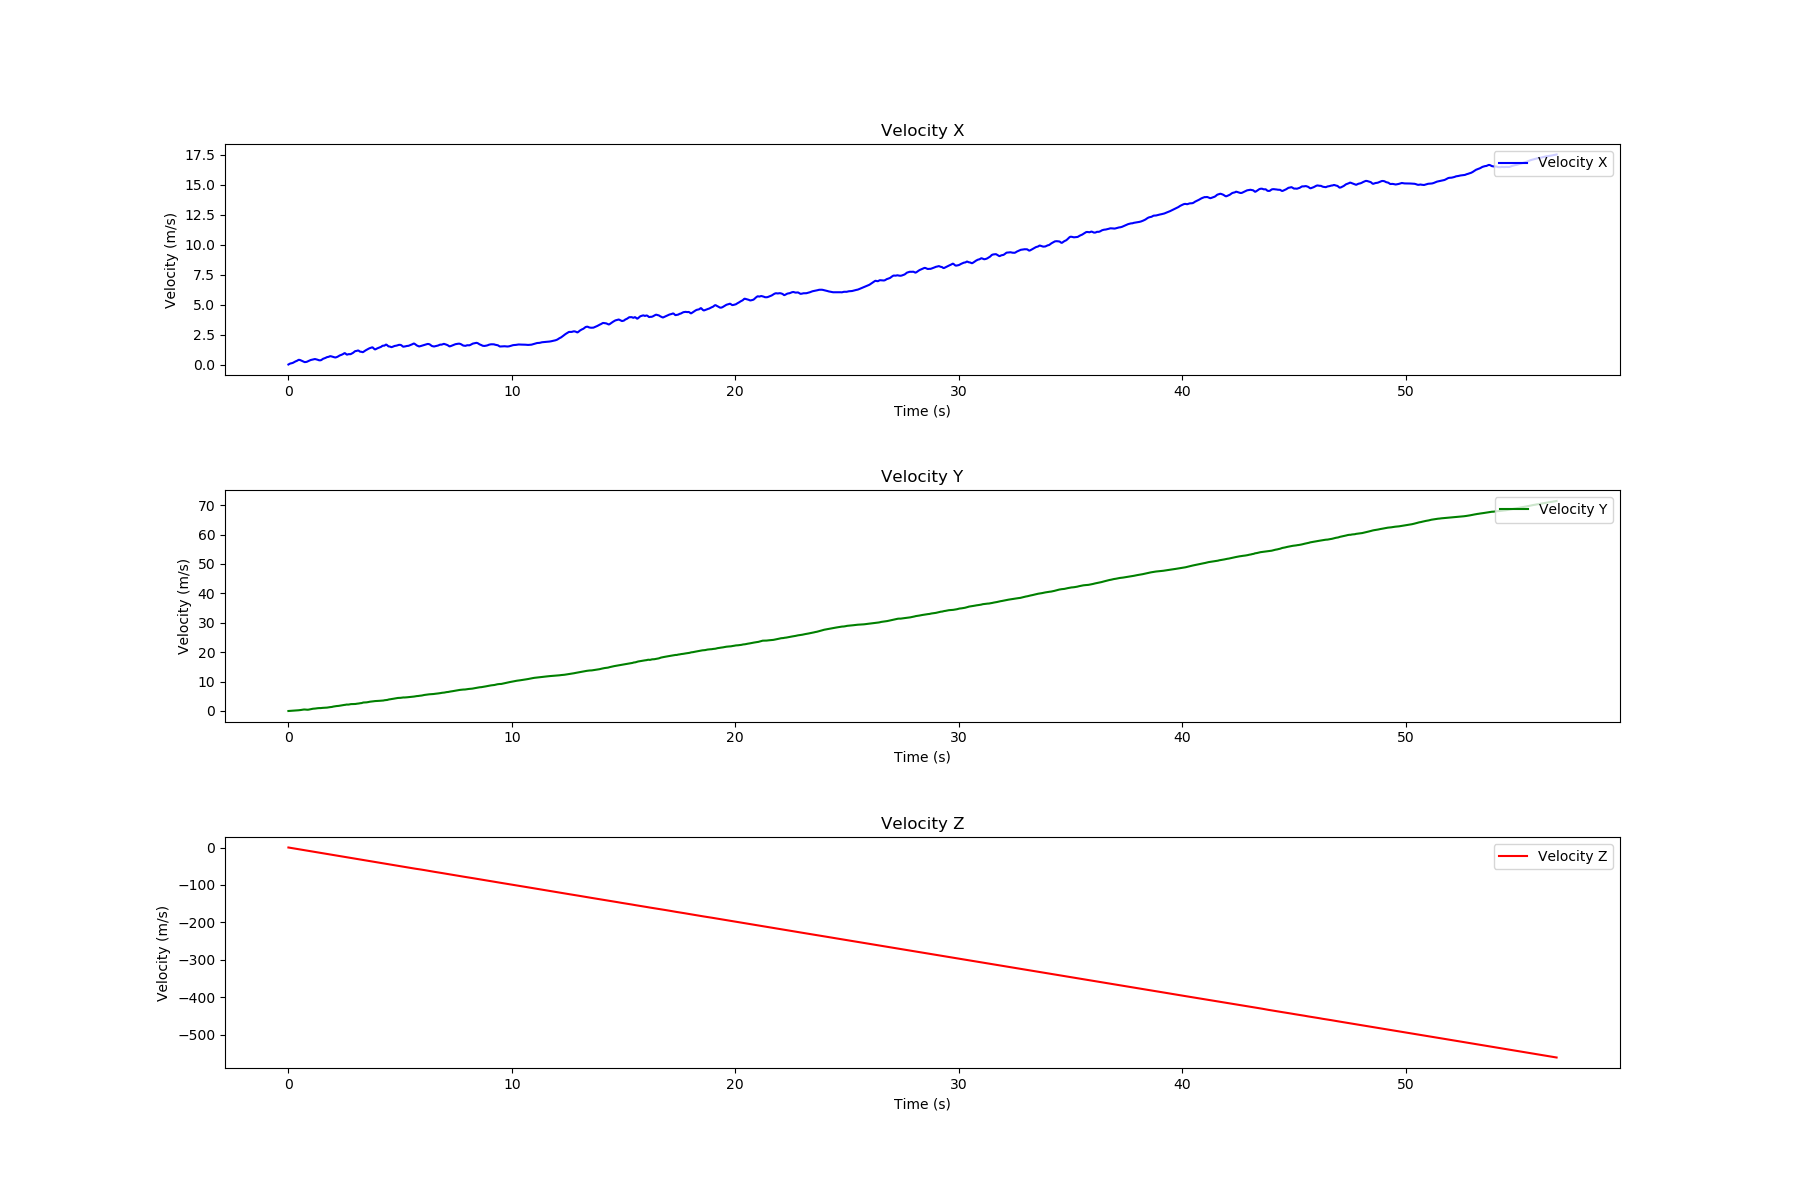 Velocity X
Velocity (m/s)
17.5
15.0
12.5
10.0
7.5
5.0
2.5
0.0
Velocity X
0 10 20 30 40 50
Time (s)
Velocity Y
Velocity (m/s)
70
60
50
40
30
20
10
0
Velocity Y
0 10 20 30 40 50
Time (s)
Velocity Z
Velocity (m/s)
0
−100
−200
−300
−400
−500
Velocity Z
0 10 20 30 40 50
Time (s)